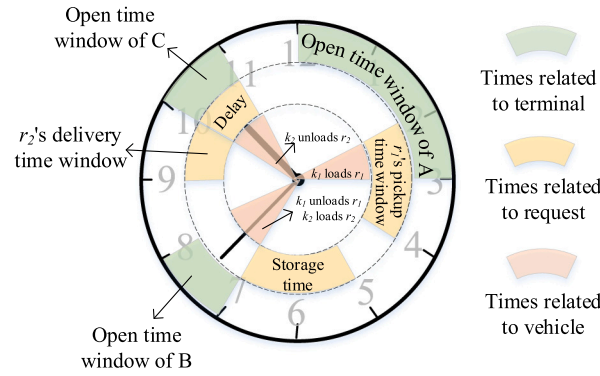 Open time
window of C
r2's delivery
time window
Open time
window of B
12
Open time window of A
11
10
9
8
7
6
5
4
3
2
Delay
k2 unloads r2
k1 loads r1
r1's pickup
time window
k1 unloads r1
k2 loads r2
Storage
time
Times related
to terminal
Times related
to request
Times related
to vehicle